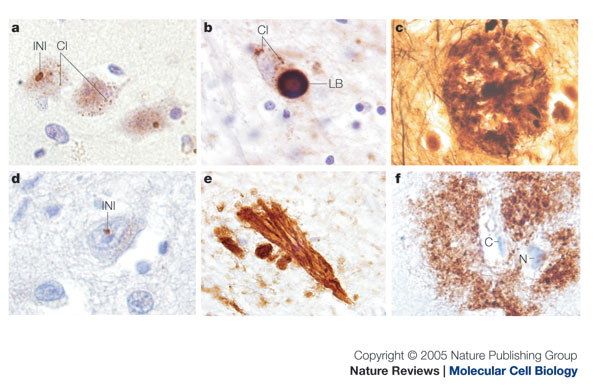 a
INI
CI
b
CI
LB
c
d
INI
e
f
C
N
Copyright © 2005 Nature Publishing Group
Nature Reviews | Molecular Cell Biology